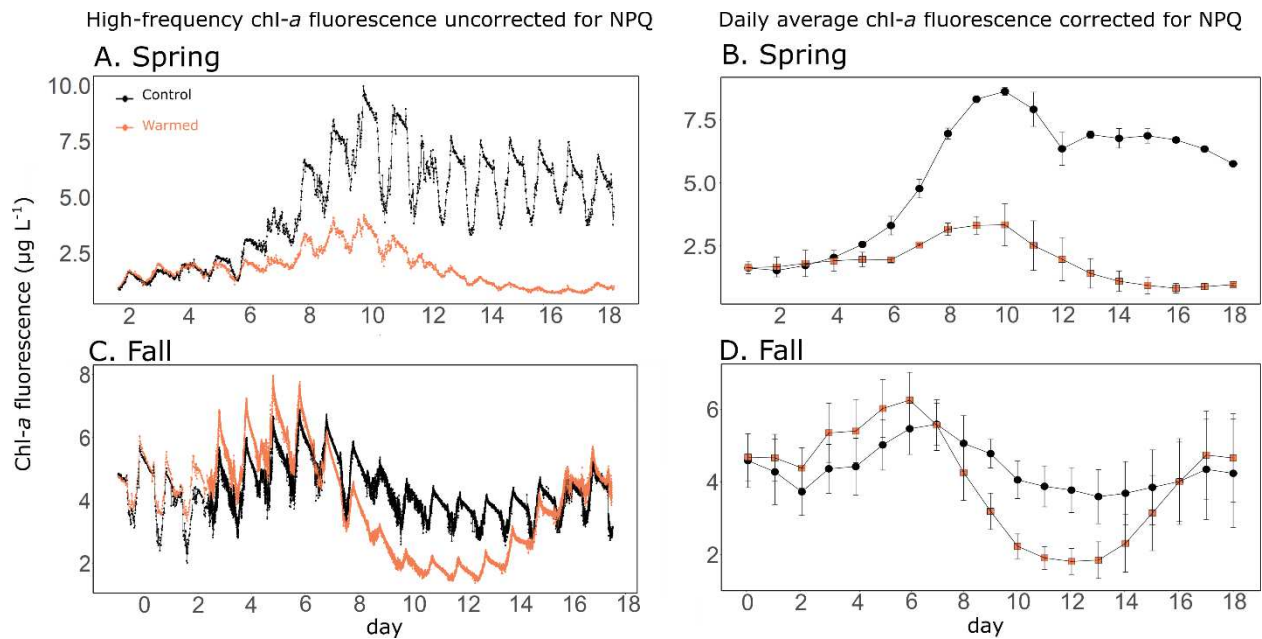 High-frequency chl-a fluorescence uncorrected for NPQ
Daily average chl-a fluorescence corrected for NPQ
A. Spring
B. Spring
Control
Warmed
10.0
7.5
5.0
2.5
7.5
5.0
2.5
2 4 6 8 10 12 14 16 18
2 4 6 8 10 12 14 16 18
C. Fall
D. Fall
8
6
4
2
6
4
2
0 2 4 6 8 10 12 14 16 18
0 2 4 6 8 10 12 14 16 18
day
day
Chl-a fluorescence (µg L⁻¹)